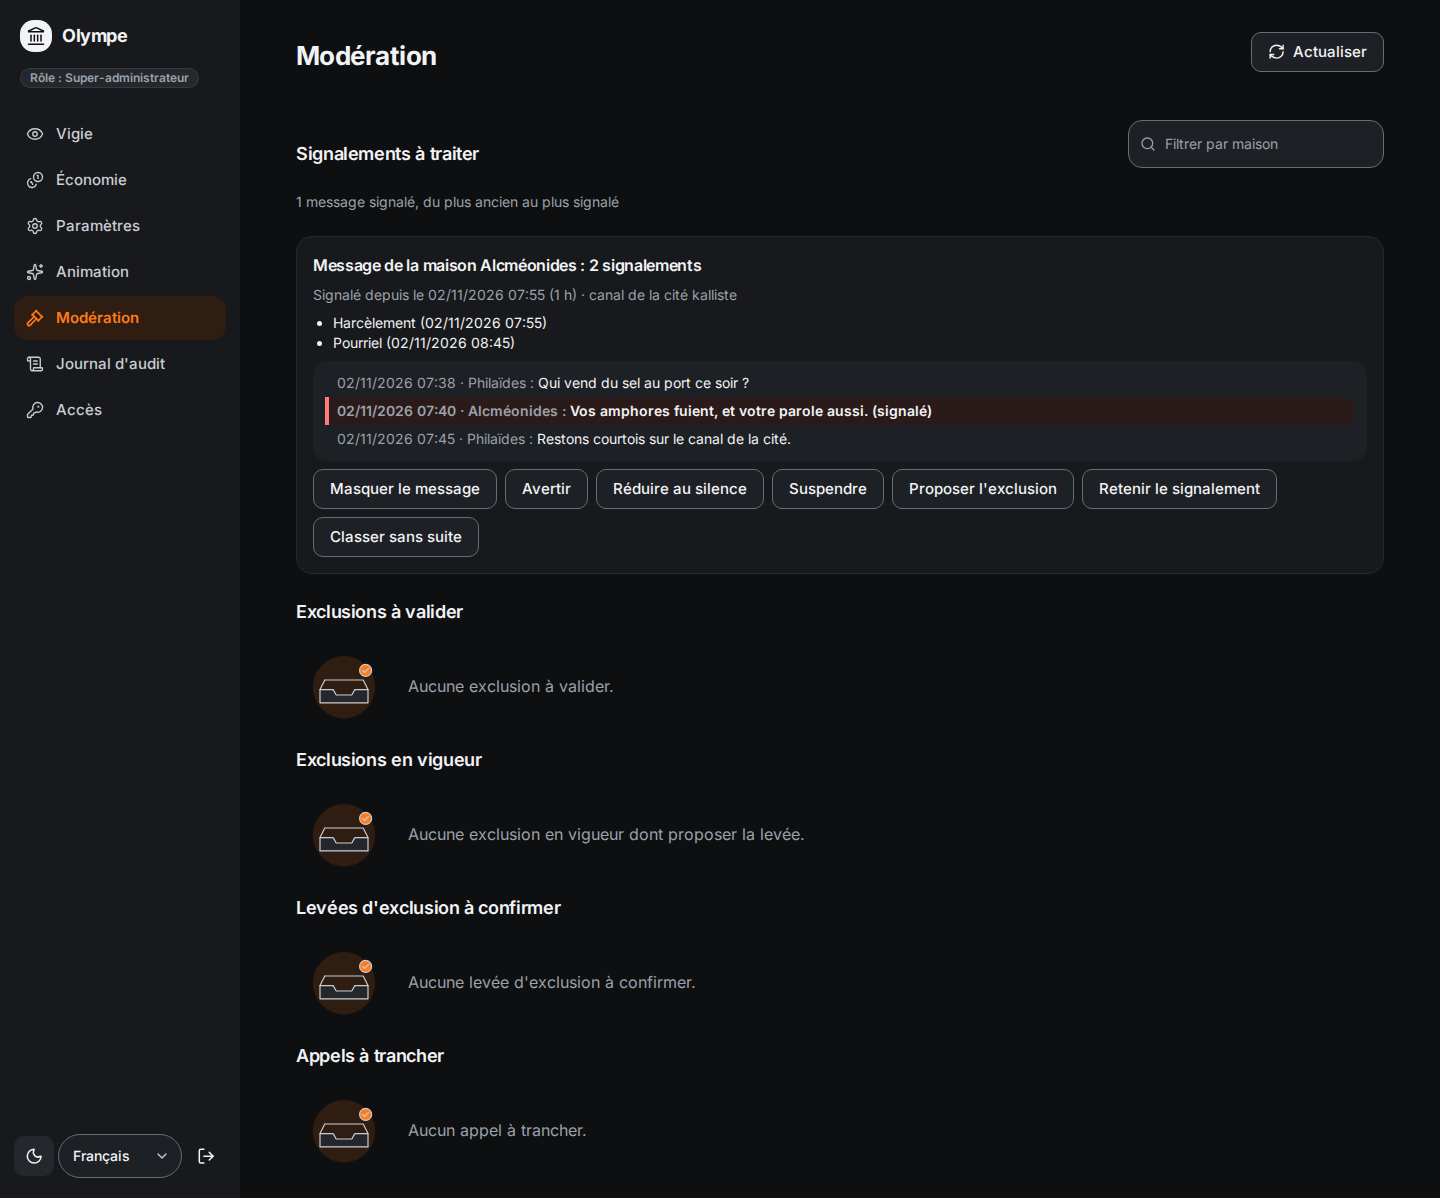 Olympe
Rôle : Super-administrateur
Vigie
Économie
Paramètres
Animation
Modération
Journal d'audit
Accès
Français
Modération
Actualiser
Signalements à traiter
Filtrer par maison
1 message signalé, du plus ancien au plus signalé
Message de la maison Alcméonides : 2 signalements
Signalé depuis le 02/11/2026 07:55 (1 h) · canal de la cité kalliste
Harcèlement (02/11/2026 07:55)
Pourriel (02/11/2026 08:45)
02/11/2026 07:38 · Philaïdes : Qui vend du sel au port ce soir ?
02/11/2026 07:40 · Alcméonides : Vos amphores fuient, et votre parole aussi. (signalé)
02/11/2026 07:45 · Philaïdes : Restons courtois sur le canal de la cité.
Masquer le message
Avertir
Réduire au silence
Suspendre
Proposer l'exclusion
Retenir le signalement
Classer sans suite
Exclusions à valider
Aucune exclusion à valider.
Exclusions en vigueur
Aucune exclusion en vigueur dont proposer la levée.
Levées d'exclusion à confirmer
Aucune levée d'exclusion à confirmer.
Appels à trancher
Aucun appel à trancher.